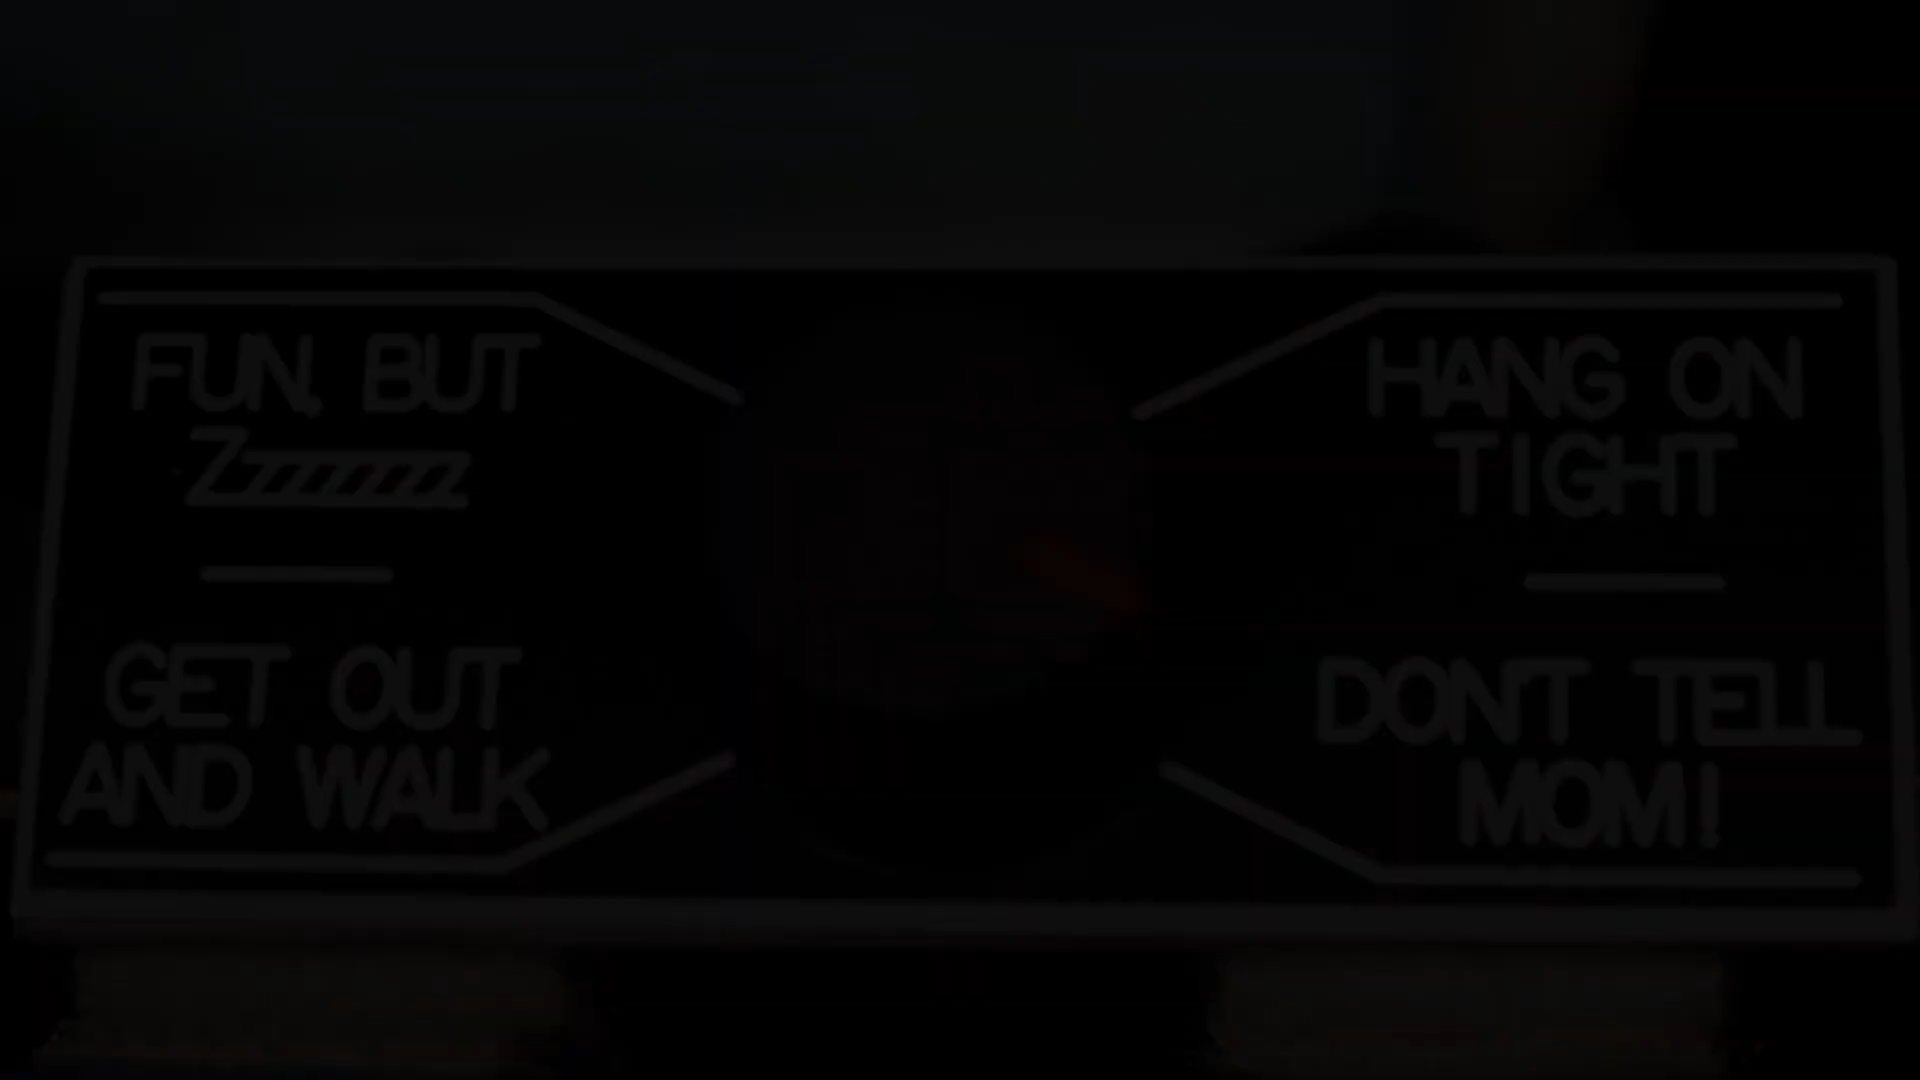 FUN, BUT
Zzzzzzz
GET OUT
AND WALK
HANG ON
TIGHT
DON'T TELL
MOM!